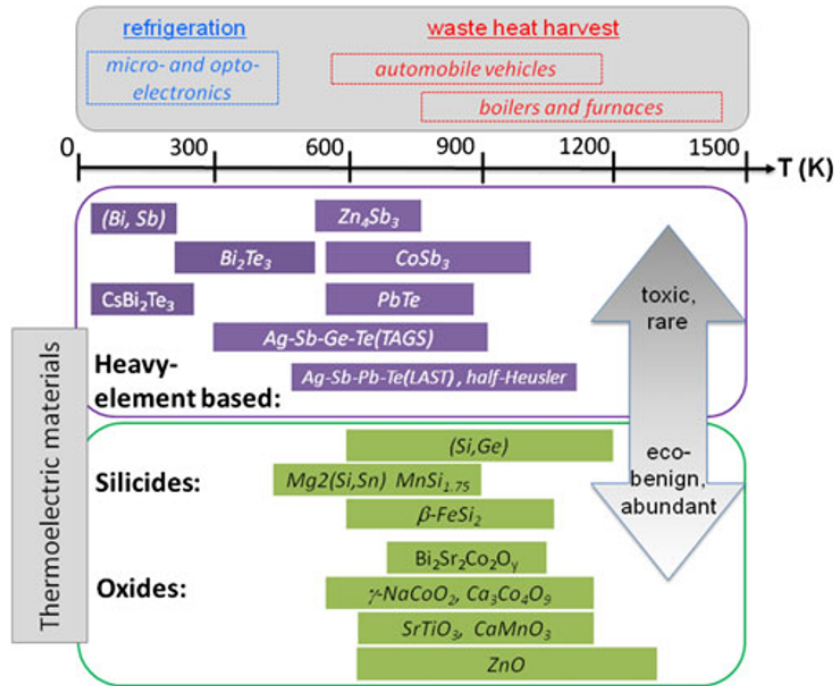 refrigeration
waste heat harvest
micro- and opto-
electronics
automobile vehicles
boilers and furnaces
0 300 600 900 1200 1500
T (K)
(Bi, Sb)
Zn₄Sb₃
Bi₂Te₃
CoSb₃
CsBi₂Te₃
PbTe
Ag-Sb-Ge-Te(TAGS)
Heavy-
element based:
Ag-Sb-Pb-Te(LAST) , half-Heusler
toxic,
rare
Thermoelectric materials
(Si,Ge)
Silicides:
Mg2(Si,Sn) MnSi₁.₇₅
β-FeSi₂
eco-
benign,
abundant
Bi₂Sr₂Co₂Oᵧ
Oxides:
γ-NaCoO₂, Ca₃Co₄O₉
SrTiO₃, CaMnO₃
ZnO